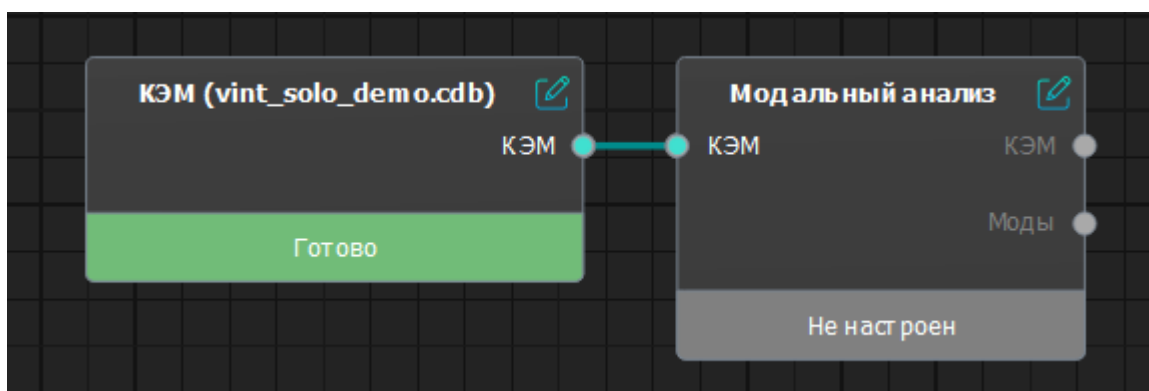 КЭМ (vint_solo_demo.cdb)
КЭМ
Готово
Модальный анализ
КЭМ КЭМ
Моды
Не настроен